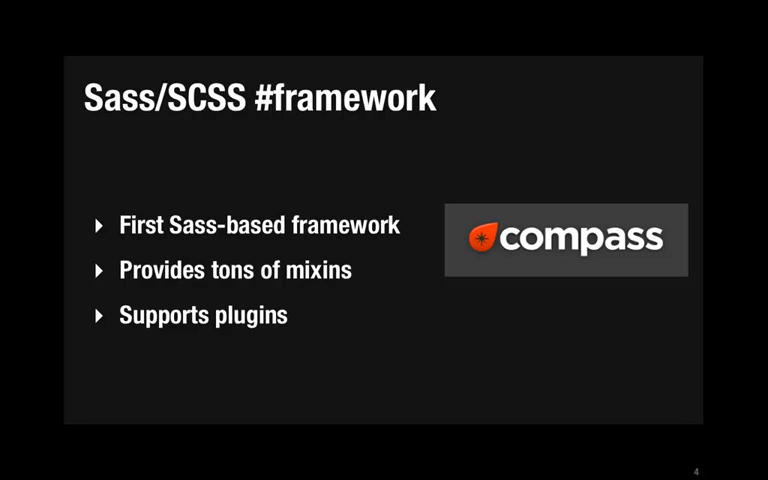 Sass/SCSS #framework
First Sass-based framework
Provides tons of mixins
Supports plugins
compass
4